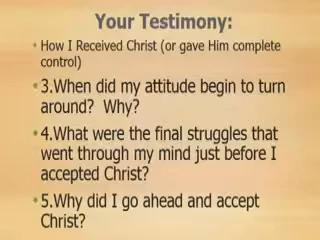 Your Testimony:
• How I Received Christ (or gave Him complete
control)
• 3.When did my attitude begin to turn
around?  Why?
• 4.What were the final struggles that
went through my mind just before I
accepted Christ?
• 5.Why did I go ahead and accept
Christ?